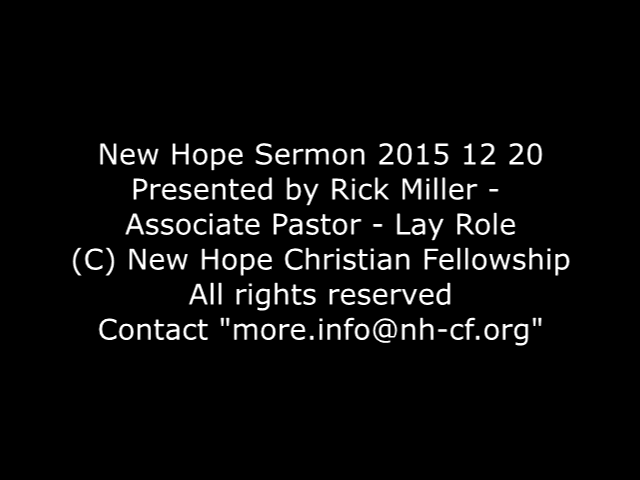 New Hope Sermon 2015 12 20
Presented by Rick Miller -
Associate Pastor - Lay Role
(C) New Hope Christian Fellowship
All rights reserved
Contact "more.info@nh-cf.org"